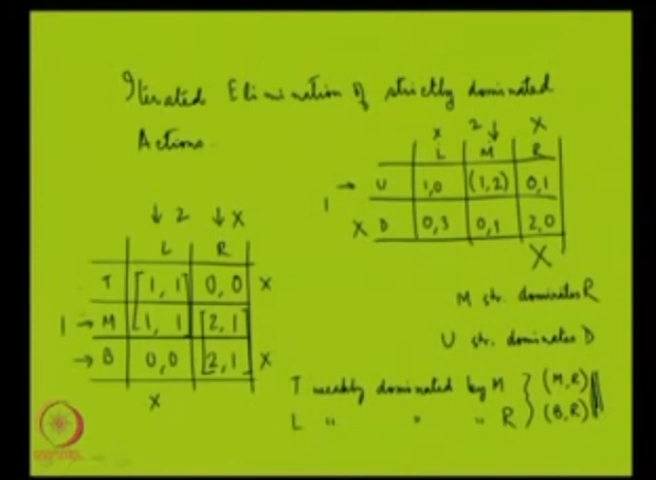 Iterated Elimination of strictly dominated
Actions.
x 2 ↓ X
L M R
1 → U 1,0 (1,2) 0,1
X D 0,3 0,1 2,0
X
↓ 2 ↓ X
L R
T [1, 1] 0,0 X
1 → M [1, 1] [2,1]
→ B 0,0 [2,1] X
X
M str. dominates R
U str. dominates D
T weakly dominated by M } (M,R)
L " " " R } (B,R)